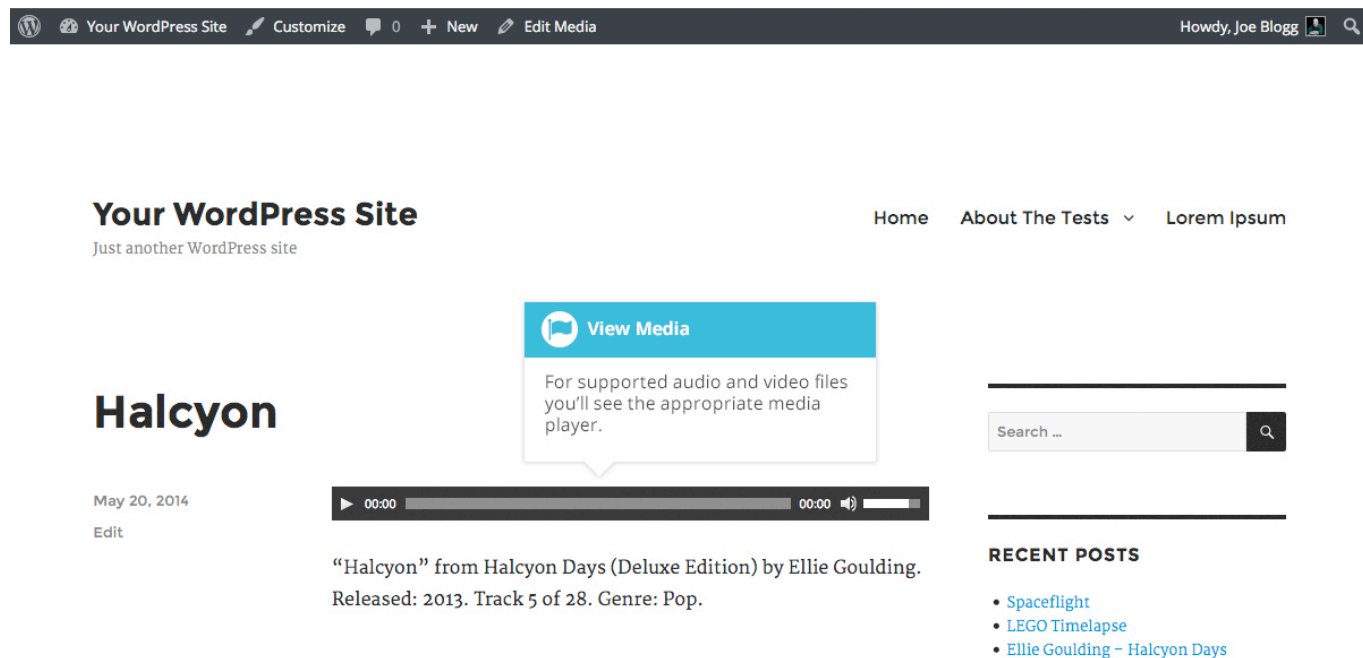 Your WordPress Site Customize 0 New Edit Media Howdy, Joe Blogg
Your WordPress Site
Just another WordPress site
Home About The Tests Lorem Ipsum
View Media
For supported audio and video files
you’ll see the appropriate media
player.
Halcyon
Search …
May 20, 2014
Edit
00:00 00:00
“Halcyon” from Halcyon Days (Deluxe Edition) by Ellie Goulding.
Released: 2013. Track 5 of 28. Genre: Pop.
RECENT POSTS
• Spaceflight
• LEGO Timelapse
• Ellie Goulding – Halcyon Days